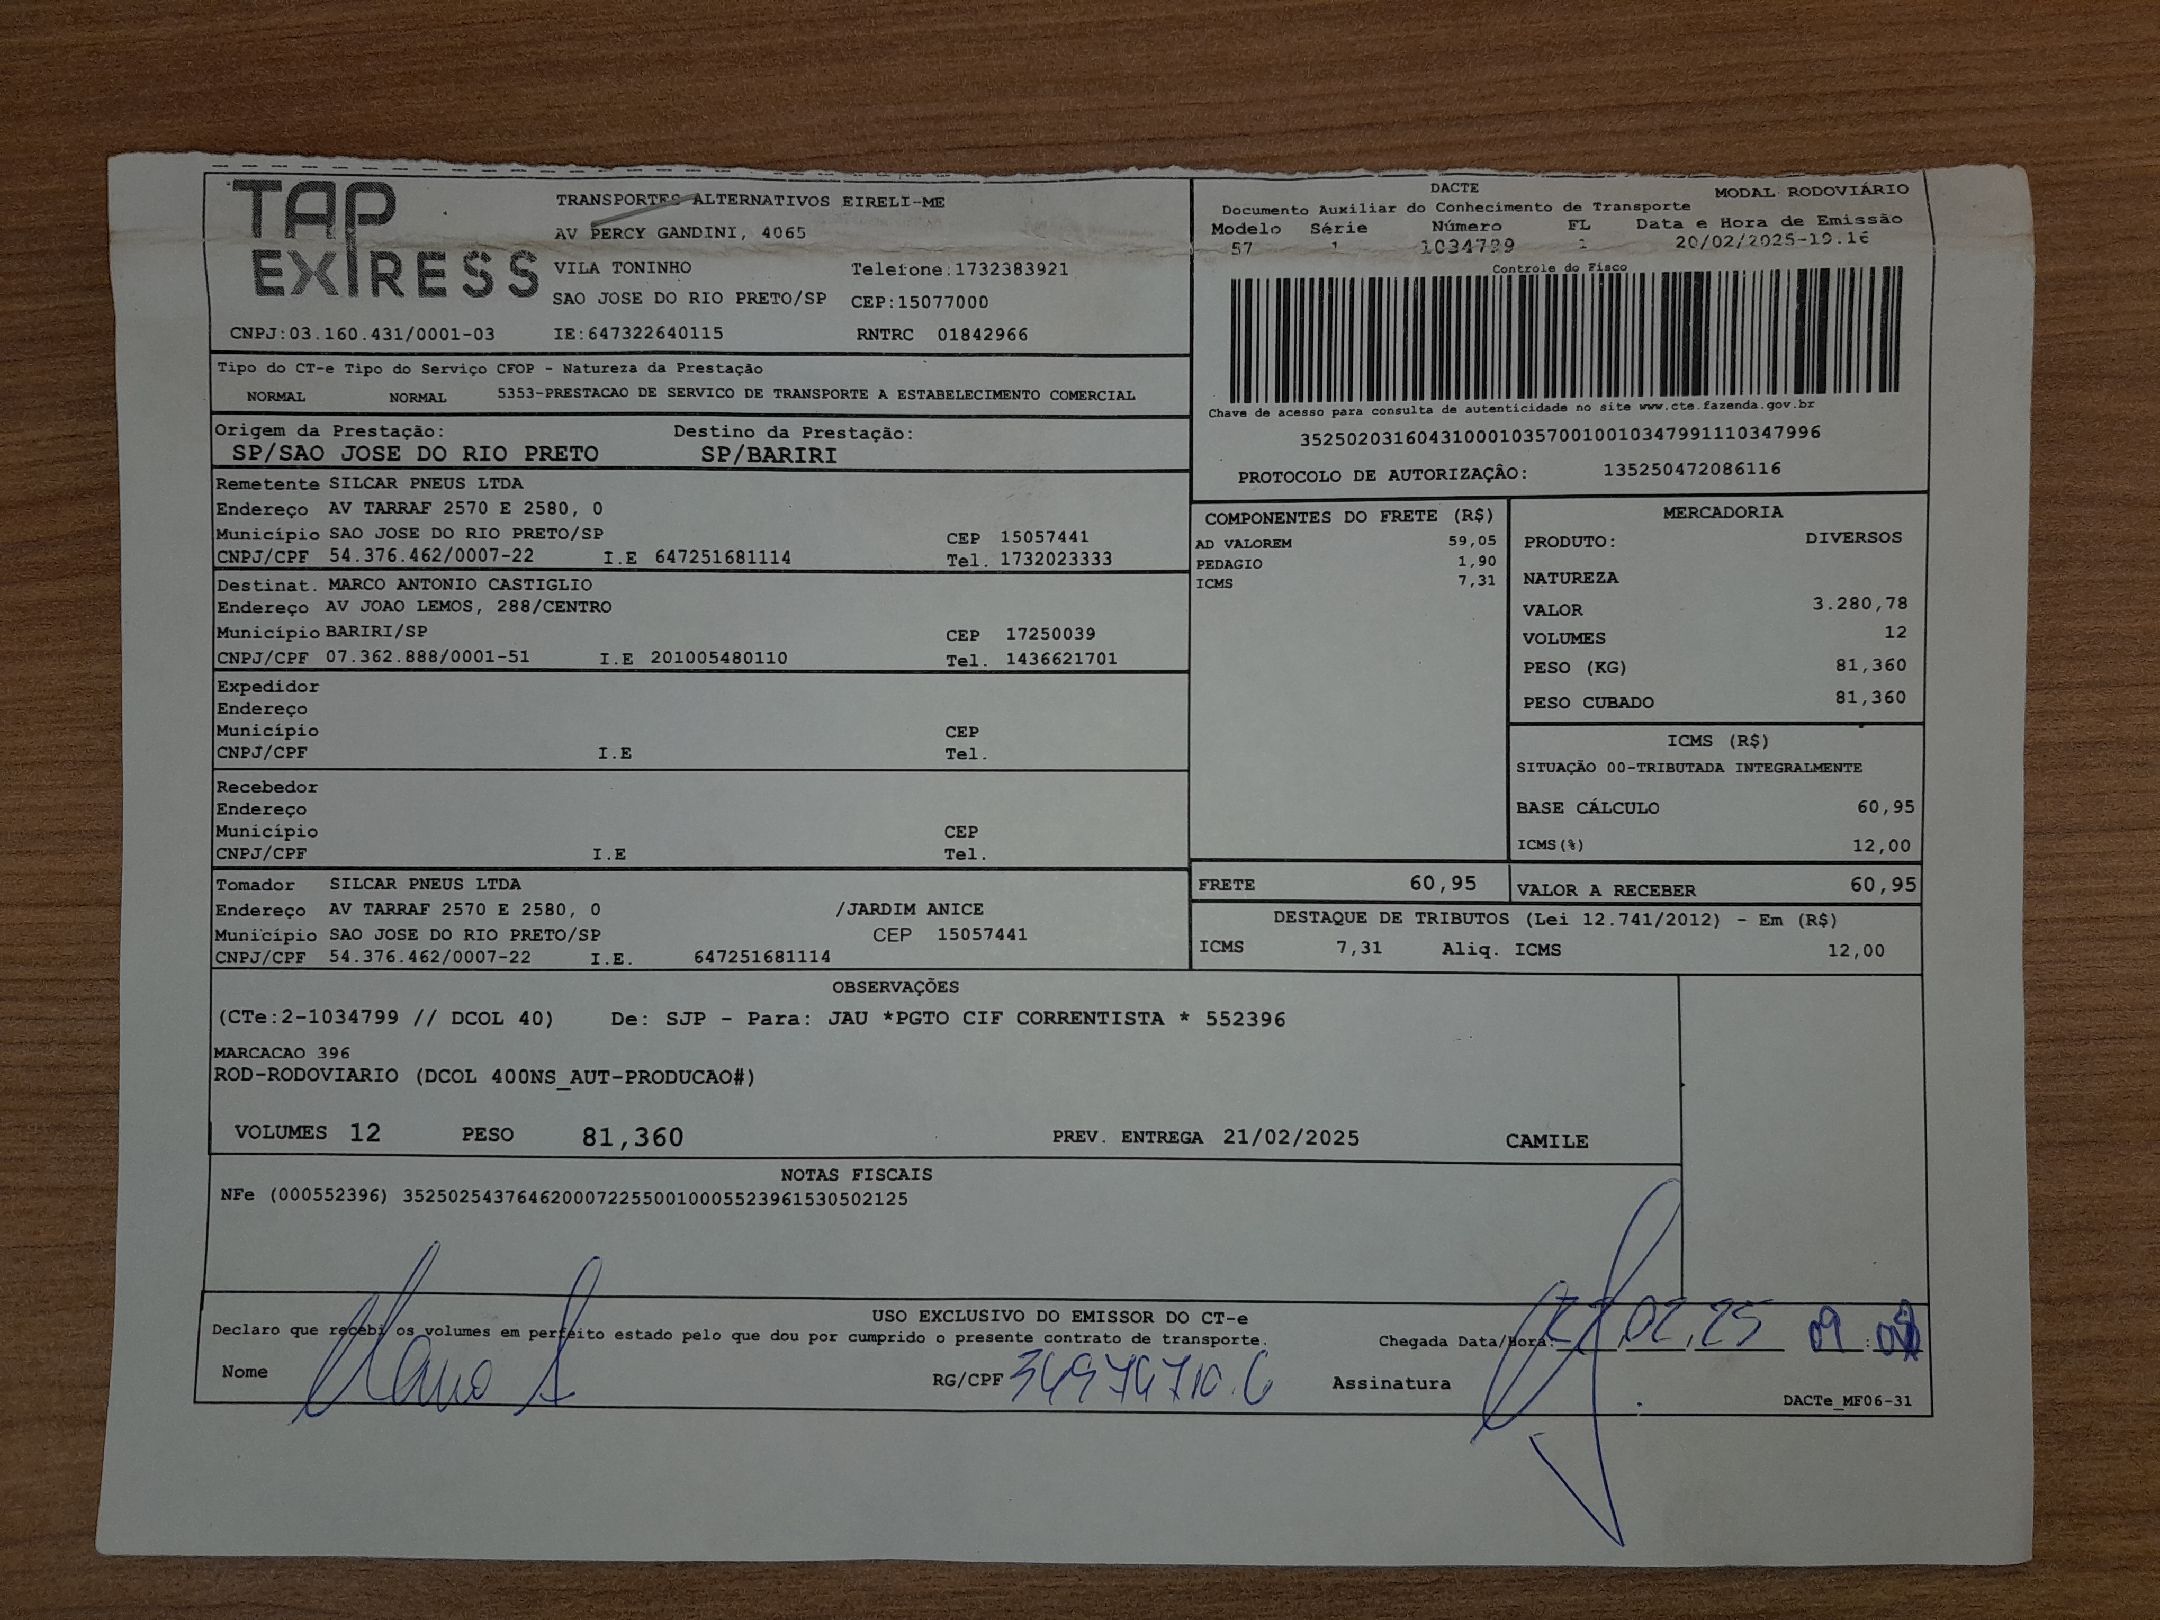 TAP EXPRESS
TRANSPORTES ALTERNATIVOS EIRELI-ME
AV PERCY GANDINI, 4065
VILA TONINHO Telefone:1732383921
SAO JOSE DO RIO PRETO/SP CEP:15077000
CNPJ:03.160.431/0001-03 IE:647322640115 RNTRC 01842966
DACTE MODAL RODOVIÁRIO
Documento Auxiliar do Conhecimento de Transporte
Modelo Série Número FL Data e Hora de Emissão
57 1 1034799 1 20/02/2025-19.16
Controle do Fisco
Chave de acesso para consulta de autenticidade no site www.cte.fazenda.gov.br
35250203160431000103570010010347991110347996
PROTOCOLO DE AUTORIZAÇÃO: 135250472086116
Tipo do CT-e Tipo do Serviço CFOP - Natureza da Prestação
NORMAL NORMAL 5353-PRESTACAO DE SERVICO DE TRANSPORTE A ESTABELECIMENTO COMERCIAL
Origem da Prestação: Destino da Prestação:
SP/SAO JOSE DO RIO PRETO SP/BARIRI
Remetente SILCAR PNEUS LTDA
Endereço AV TARRAF 2570 E 2580, 0
Município SAO JOSE DO RIO PRETO/SP CEP 15057441
CNPJ/CPF 54.376.462/0007-22 I.E 647251681114 Tel. 1732023333
Destinat. MARCO ANTONIO CASTIGLIO
Endereço AV JOAO LEMOS, 288/CENTRO
Município BARIRI/SP CEP 17250039
CNPJ/CPF 07.362.888/0001-51 I.E 201005480110 Tel. 1436621701
Expedidor
Endereço
Município CEP
CNPJ/CPF I.E Tel.
Recebedor
Endereço
Município CEP
CNPJ/CPF I.E Tel.
Tomador SILCAR PNEUS LTDA
Endereço AV TARRAF 2570 E 2580, 0 /JARDIM ANICE
Município SAO JOSE DO RIO PRETO/SP CEP 15057441
CNPJ/CPF 54.376.462/0007-22 I.E. 647251681114
COMPONENTES DO FRETE (R$)
AD VALOREM 59,05
PEDAGIO 1,90
ICMS 7,31
MERCADORIA
PRODUTO: DIVERSOS
NATUREZA
VALOR 3.280,78
VOLUMES 12
PESO (KG) 81,360
PESO CUBADO 81,360
ICMS (R$)
SITUAÇÃO 00-TRIBUTADA INTEGRALMENTE
BASE CÁLCULO 60,95
ICMS(%) 12,00
FRETE 60,95 VALOR A RECEBER 60,95
DESTAQUE DE TRIBUTOS (Lei 12.741/2012) - Em (R$)
ICMS 7,31 Aliq. ICMS 12,00
OBSERVAÇÕES
(CTe:2-1034799 // DCOL 40) De: SJP - Para: JAU *PGTO CIF CORRENTISTA * 552396
MARCACAO 396
ROD-RODOVIARIO (DCOL 400NS_AUT-PRODUCAO#)
VOLUMES 12 PESO 81,360 PREV. ENTREGA 21/02/2025 CAMILE
NOTAS FISCAIS
NFe (000552396) 35250254376462000722550010005523961530502125
USO EXCLUSIVO DO EMISSOR DO CT-e
Declaro que recebi os volumes em perfeito estado pelo que dou por cumprido o presente contrato de transporte.
Chegada Data/Hora: 02 25 09 :
Nome RG/CPF 34974710.6 Assinatura
DACTe_MF06-31